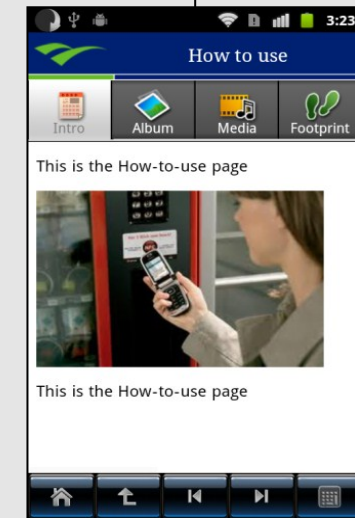 3:23
How to use
Intro
Album
Media
Footprint
This is the How-to-use page
This is the How-to-use page